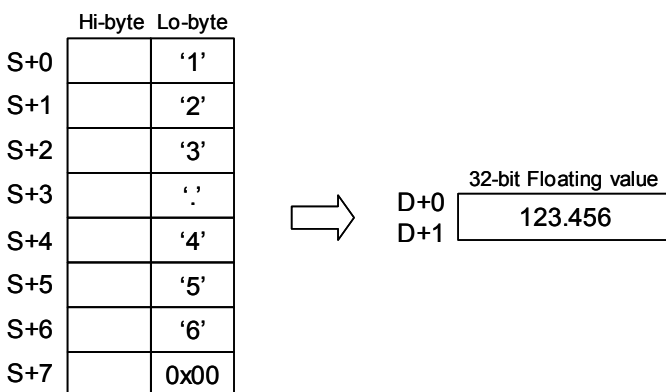 Hi-byte Lo-byte
S+0 ‘1’
S+1 ‘2’
S+2 ‘3’
S+3 ‘.’
S+4 ‘4’
S+5 ‘5’
S+6 ‘6’
S+7 0x00
32-bit Floating value
D+0 123.456
D+1